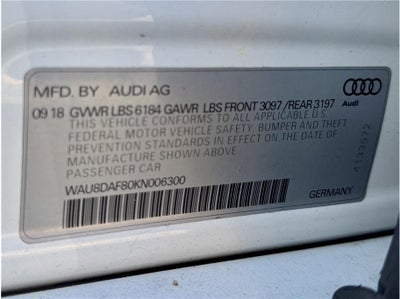 MFD. BY AUDI AG
Audi
09 18 GVWR LBS 6184 GAWR LBS FRONT 3097/REAR 3197
THIS VEHICLE CONFORMS TO ALL APPLICABLE U S
FEDERAL MOTOR VEHICLE SAFETY, BUMPER AND THEFT
PREVENTION STANDARDS IN EFFECT ON THE DATE OF
MANUFACTURE SHOWN ABOVE
PASSENGER CAR
WAU8DAF80KN006300
4133572
GERMANY